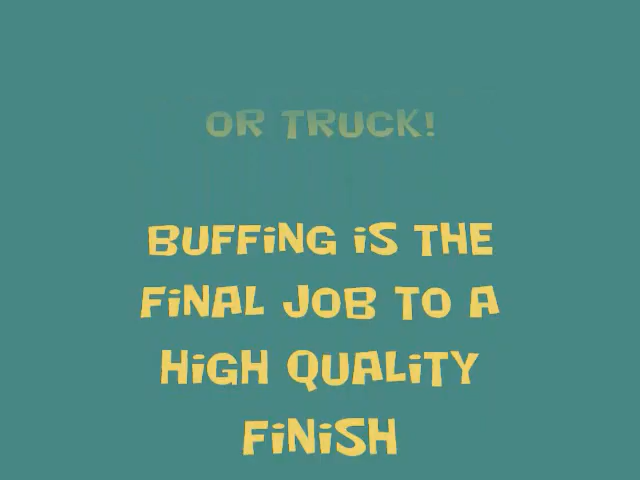 OR TRUCK!
BUFFING IS THE
FINAL JOB TO A
HIGH QUALITY
FINISH